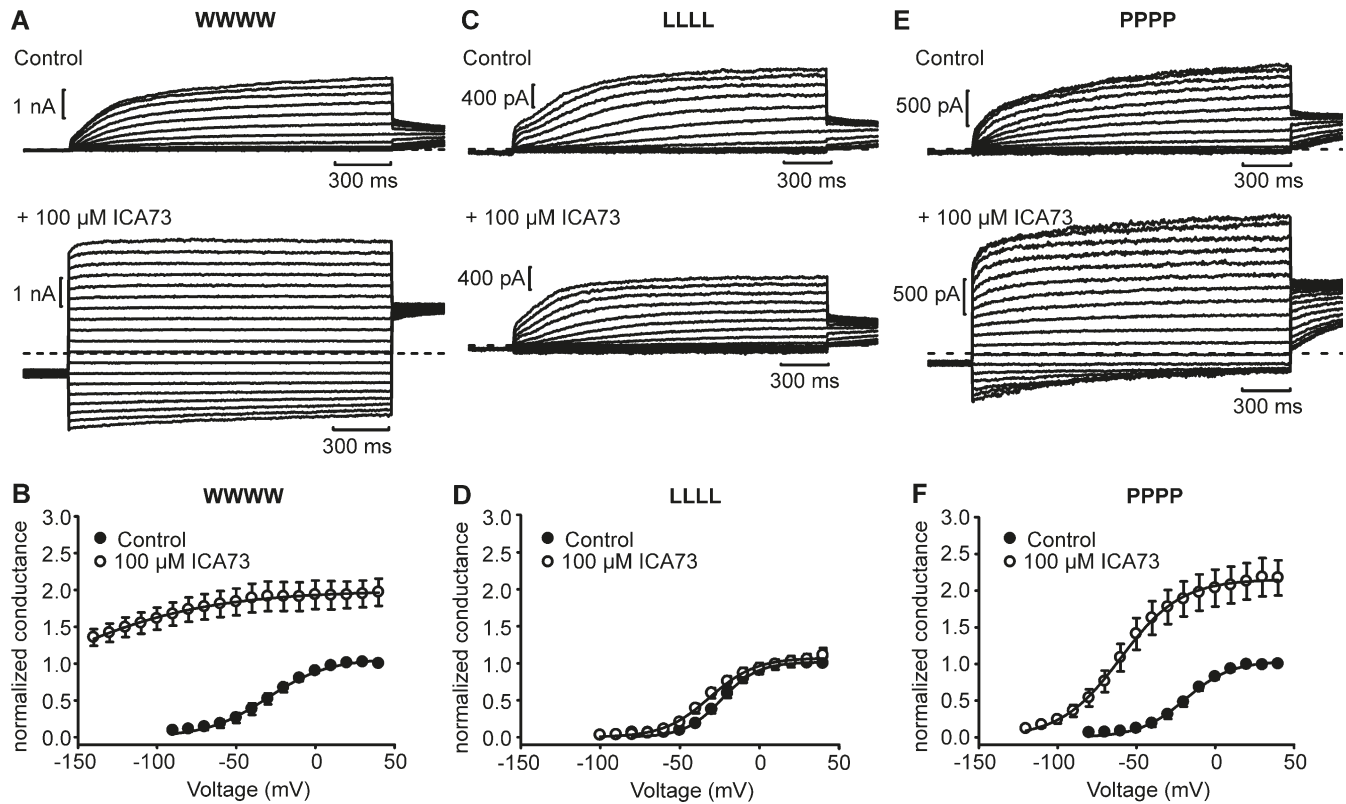 A
WWWW
Control
1 nA
300 ms
+ 100 µM ICA73
1 nA
300 ms
C
LLLL
Control
400 pA
300 ms
+ 100 µM ICA73
400 pA
300 ms
E
PPPP
Control
500 pA
300 ms
+ 100 µM ICA73
500 pA
300 ms
B
WWWW
normalized conductance
3.0
2.5
2.0
1.5
1.0
0.5
0.0
Control
100 µM ICA73
-150
-100
-50
0
50
Voltage (mV)
D
LLLL
normalized conductance
3.0
2.5
2.0
1.5
1.0
0.5
0.0
Control
100 µM ICA73
-150
-100
-50
0
50
Voltage (mV)
F
PPPP
normalized conductance
3.0
2.5
2.0
1.5
1.0
0.5
0.0
Control
100 µM ICA73
-150
-100
-50
0
50
Voltage (mV)